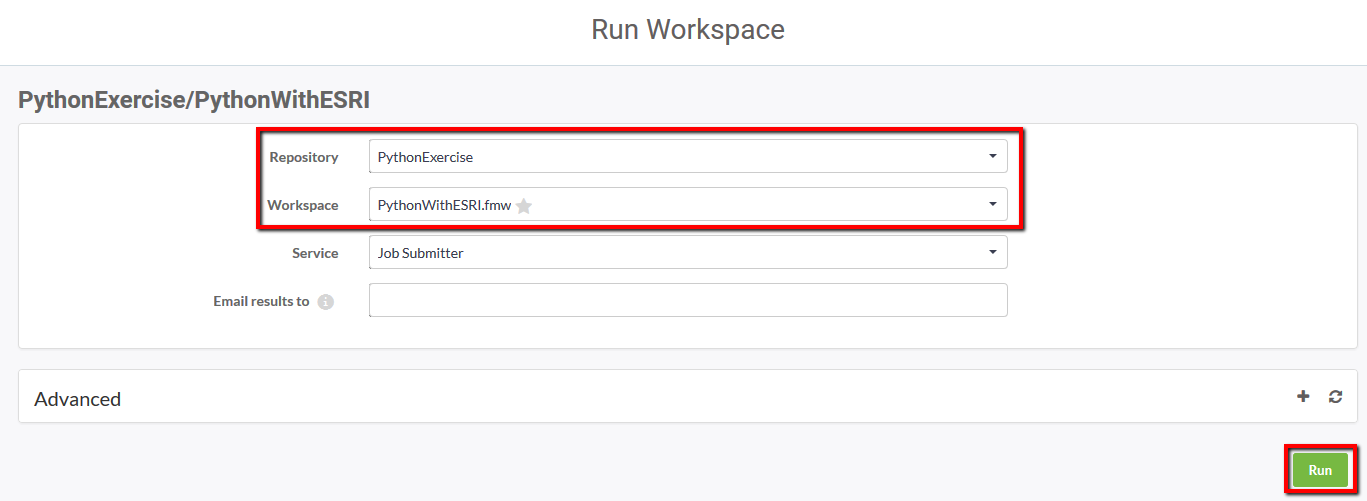 Run Workspace
PythonExercise/PythonWithESRI
Repository PythonExercise
Workspace PythonWithESRI.fmw
Service Job Submitter
Email results to i
Advanced
Run